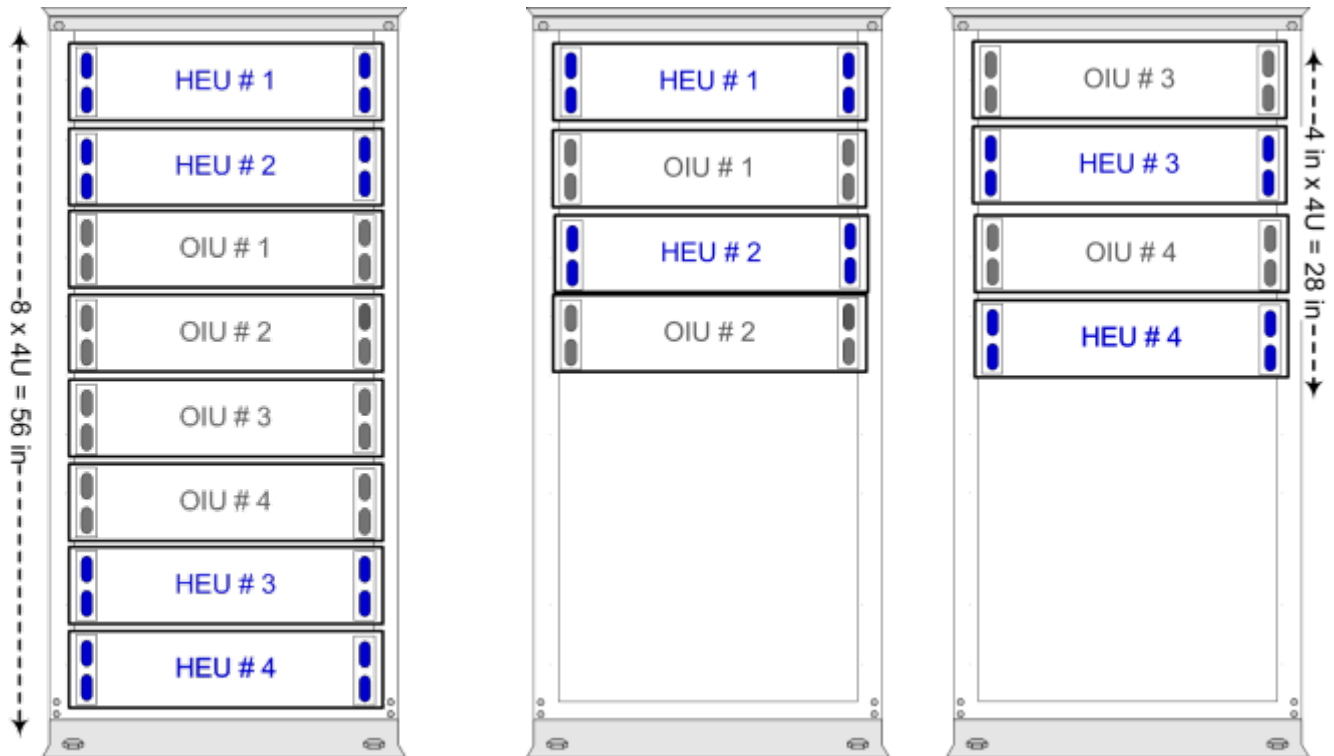 8 x 4U = 56 in
HEU # 1
HEU # 2
OIU # 1
OIU # 2
OIU # 3
OIU # 4
HEU # 3
HEU # 4
HEU # 1
OIU # 1
HEU # 2
OIU # 2
OIU # 3
HEU # 3
OIU # 4
HEU # 4
4 in x 4U = 28 in